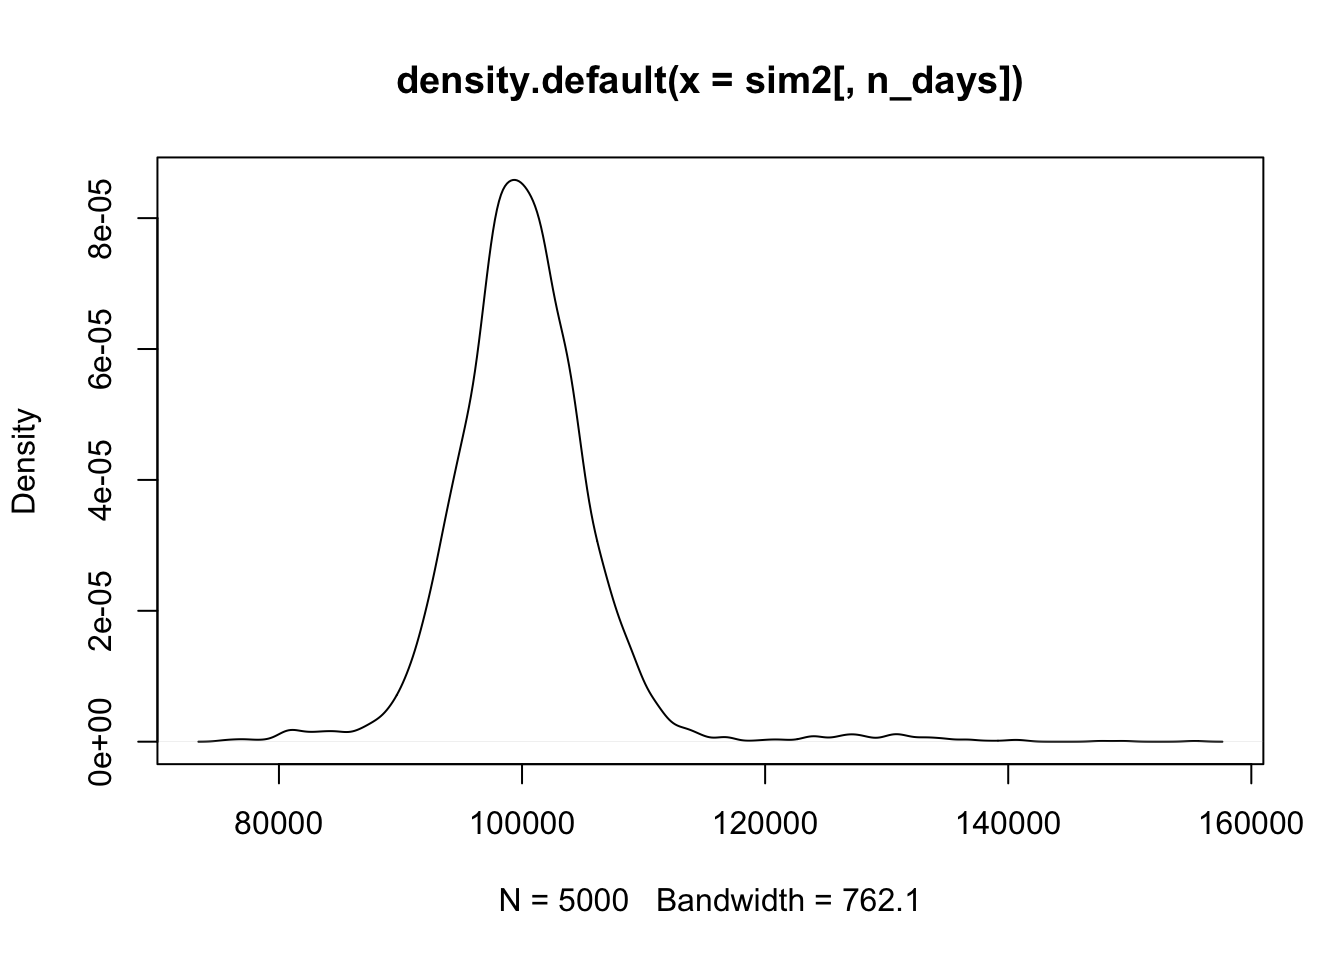 density.default(x = sim2[, n_days])
Density
8e-05
6e-05
4e-05
2e-05
0e+00
80000 100000 120000 140000 160000
N = 5000 Bandwidth = 762.1